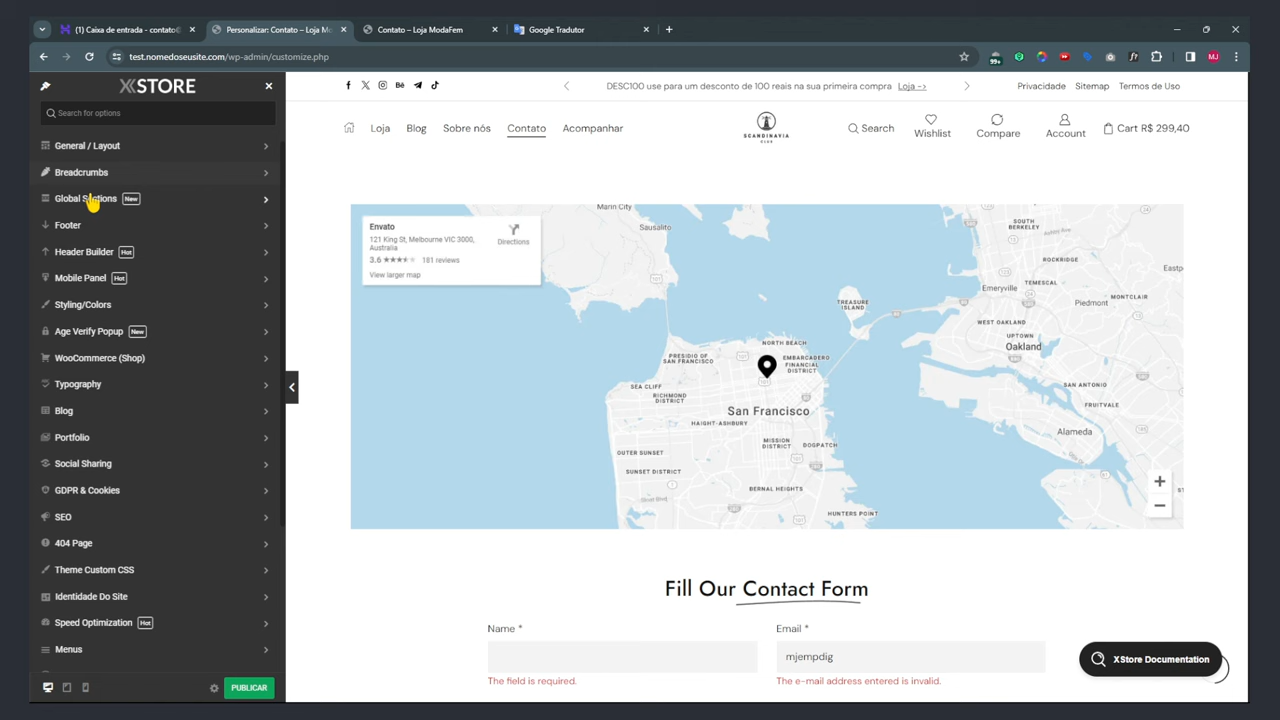 (1) Caixa de entrada - contato©
Personalizar: Contato – Loja Mo
Contato – Loja ModaFem
Google Tradutor
test.nomedoseusite.com/wp-admin/customize.php
99+
f?
MJ
XSTORE
Search for options
General / Layout
Breadcrumbs
Global Sections New
Footer
Header Builder Hot
Mobile Panel Hot
Styling/Colors
Age Verify Popup New
WooCommerce (Shop)
Typography
Blog
Portfolio
Social Sharing
GDPR & Cookies
SEO
404 Page
Theme Custom CSS
Identidade Do Site
Speed Optimization Hot
Menus
PUBLICAR
DESC100 use para um desconto de 100 reais na sua primeira compra Loja ->
Privacidade Sitemap Termos de Uso
Loja Blog Sobre nós Contato Acompanhar
SCANDINAVIA
CLUB
Search Wishlist Compare Account Cart R$ 299,40
Envato
121 King St, Melbourne VIC 3000,
Australia
3.6 181 reviews
View larger map
Directions
Marin City
Sausalito
SOUTH
BERKELEY
ROCKRIDGE
TEMESCAL
Emeryville
PIEDMONT AVENUE
Piedmont
MONTCLAIR
TREASURE
ISLAND
WEST OAKLAND
UPTOWN
Oakland
NORTH BEACH
PRESIDIO OF
SAN FRANCISCO
EMBARCADERO
FINANCIAL
DISTRICT
101
SEA CLIFF
RICHMOND
DISTRICT
San Francisco
HAIGHT-ASHBURY
SAN ANTONIO
FRUITVALE
MISSION
DISTRICT
DOGPATCH
Alameda
OUTER SUNSET
SUNSET DISTRICT
BERNAL HEIGHTS
HUNTERS POINT
Fill Our Contact Form
Name *
Email *
mjempdig
The field is required.
The e-mail address entered is invalid.
XStore Documentation